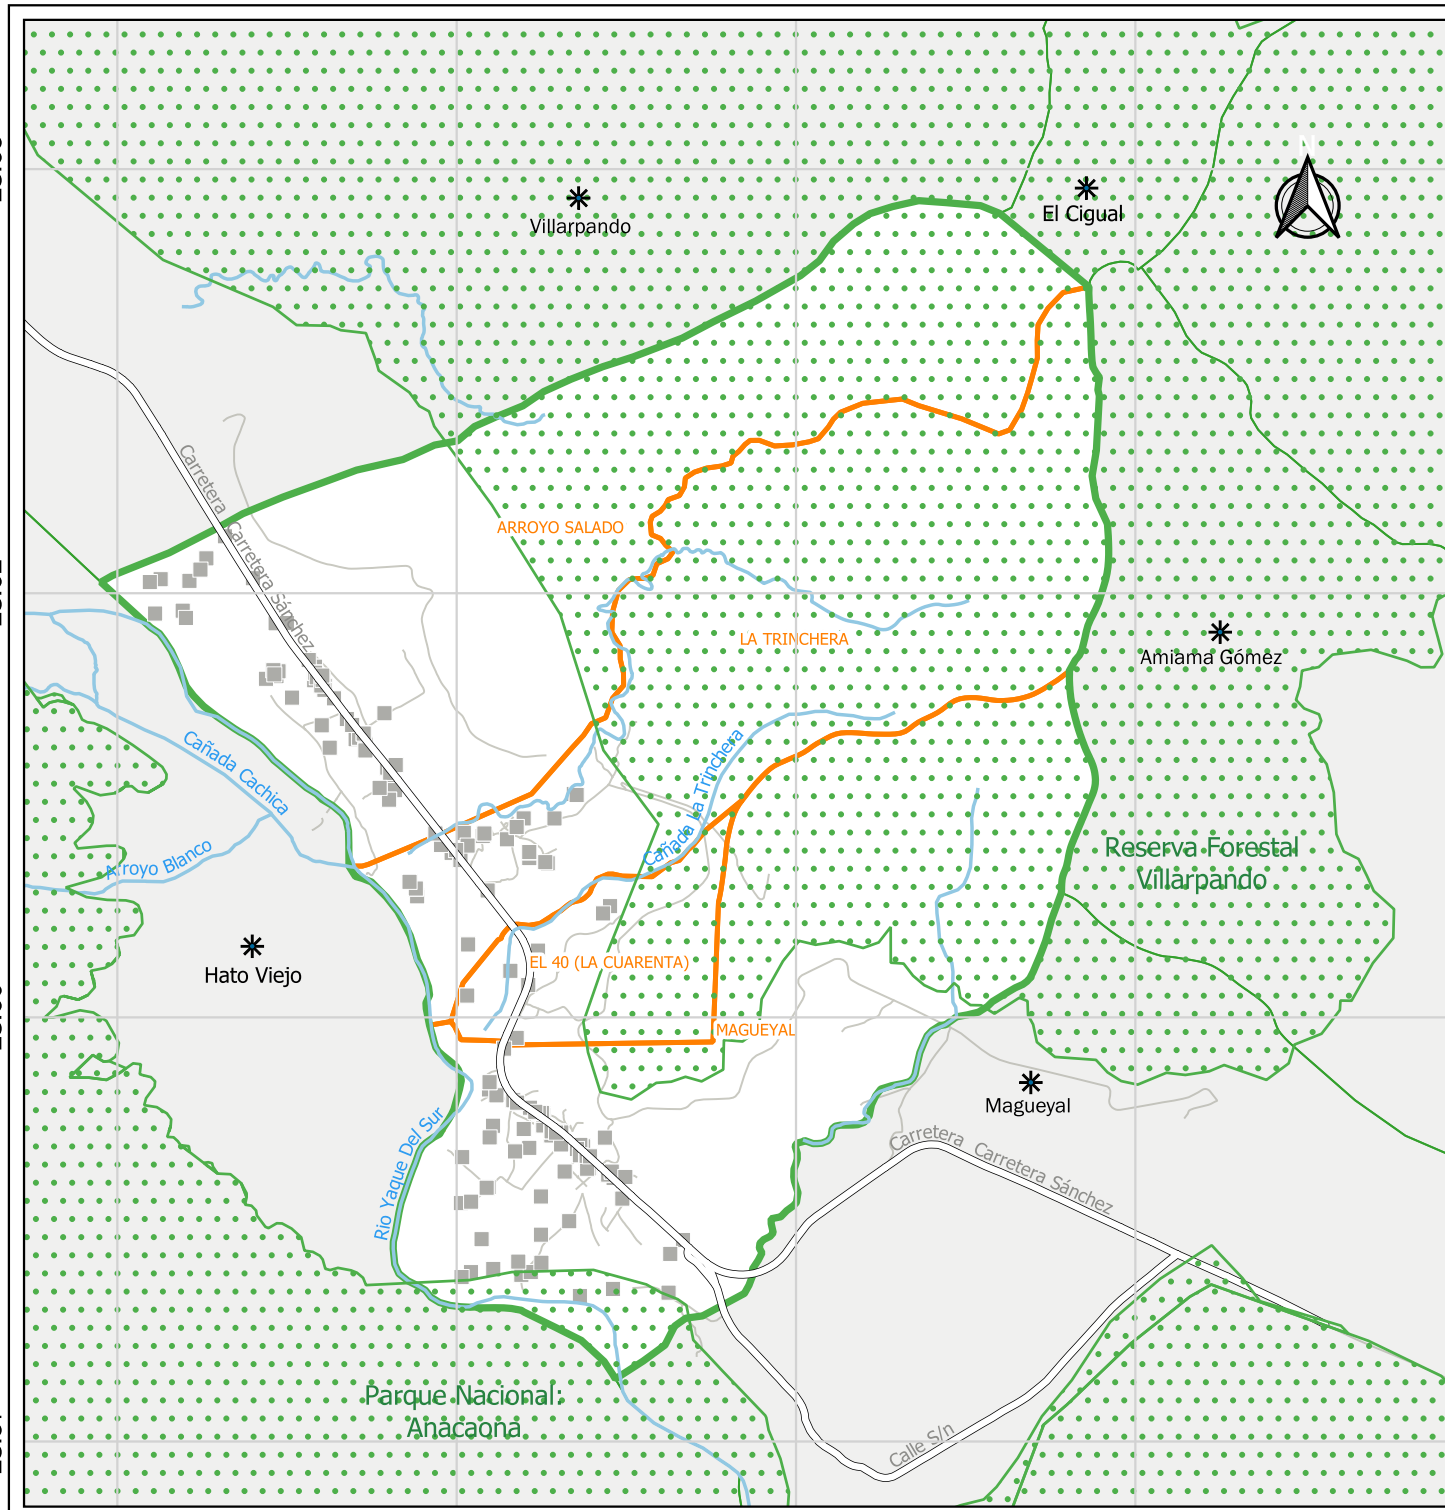 N
El Cigual
Villarpando
Carretera Carretera Sánchez
ARROYO SALADO
LA TRINCHERA
Amiama Gómez
Cañada Cachica
Cañada La Trinchera
Arroyo Blanco
Reserva Forestal
Villarpando
Hato Viejo
EL 40 (LA CUARENTA)
MAGUEYAL
Magueyal
Río Yaque Del Sur
Carretera Carretera Sánchez
Parque Nacional:
Anacaona
Calle S/n